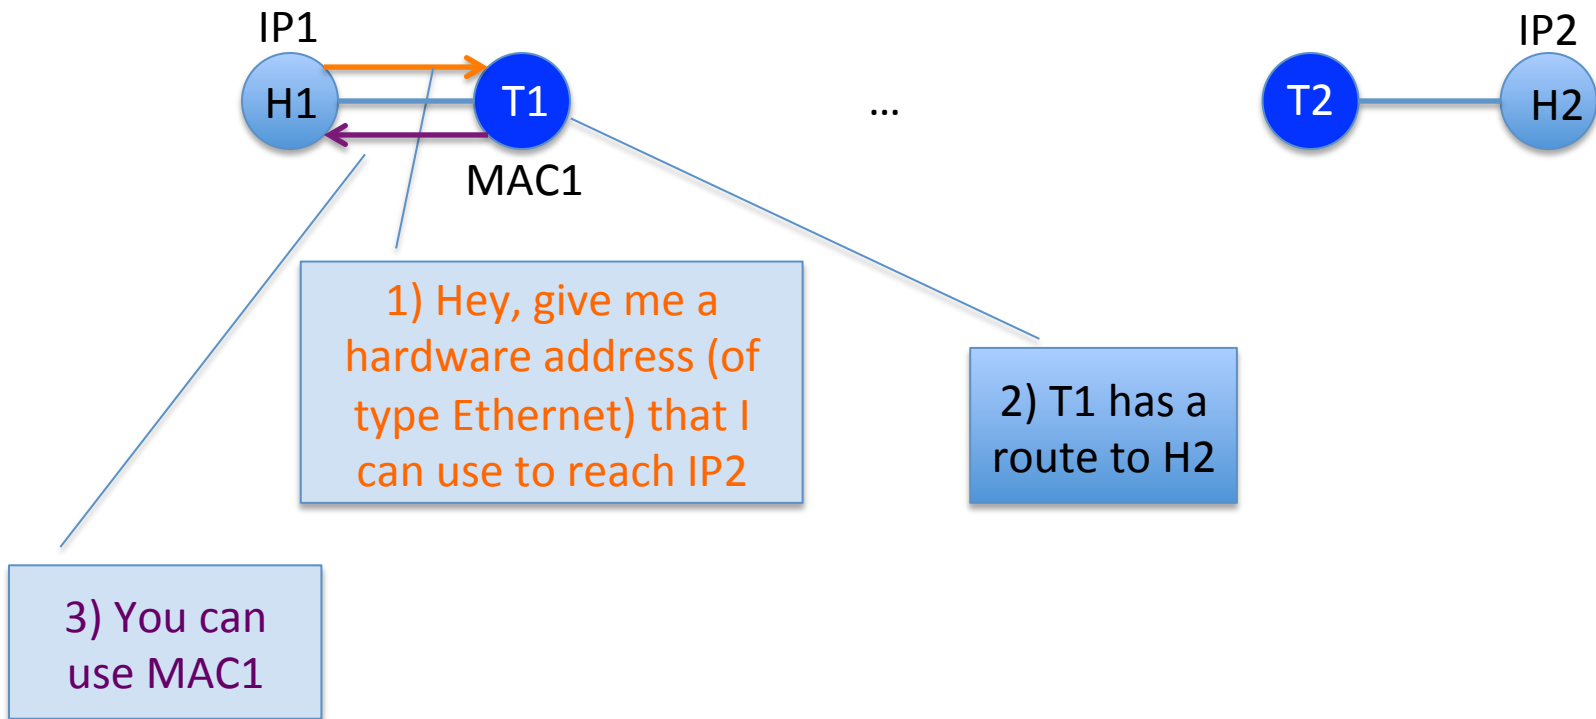 IP1
IP2
H1
T1
...
T2
H2
MAC1
1) Hey, give me a
hardware address (of
type Ethernet) that I
can use to reach IP2
2) T1 has a
route to H2
3) You can
use MAC1